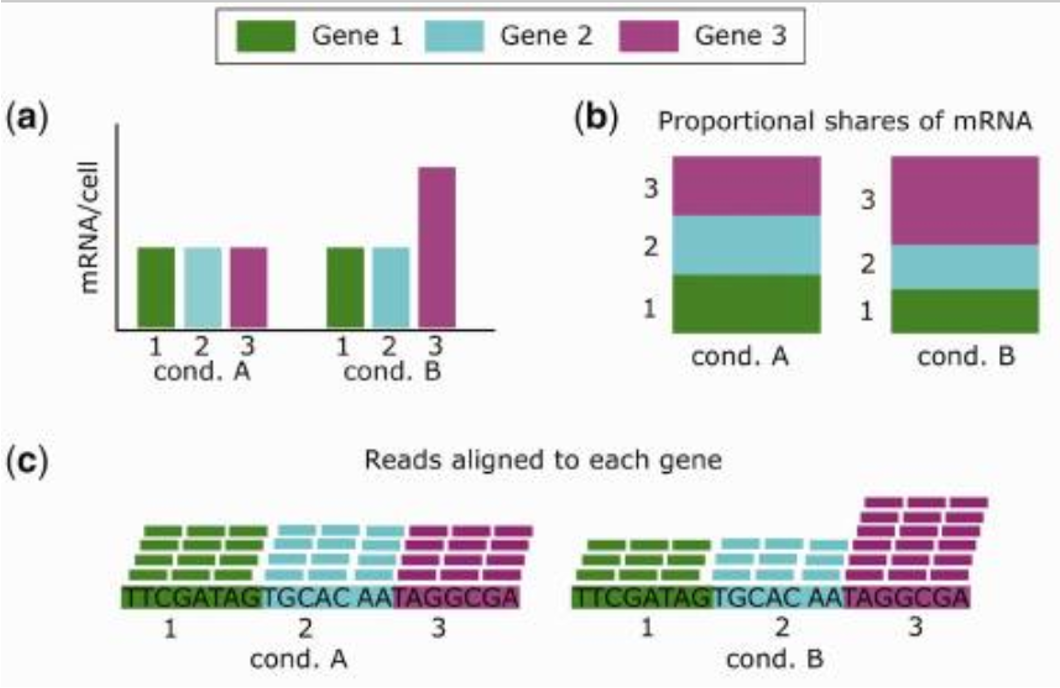 Gene 1 Gene 2 Gene 3
(a)
mRNA/cell
1 2 3 1 2 3
cond. A cond. B
(b) Proportional shares of mRNA
3 3
2 2
1 1
cond. A cond. B
(c) Reads aligned to each gene
TTCGATAGTGCAC AATAGGCGA TTCGATAGTGCAC AATAGGCGA
1 2 3 1 2 3
cond. A cond. B